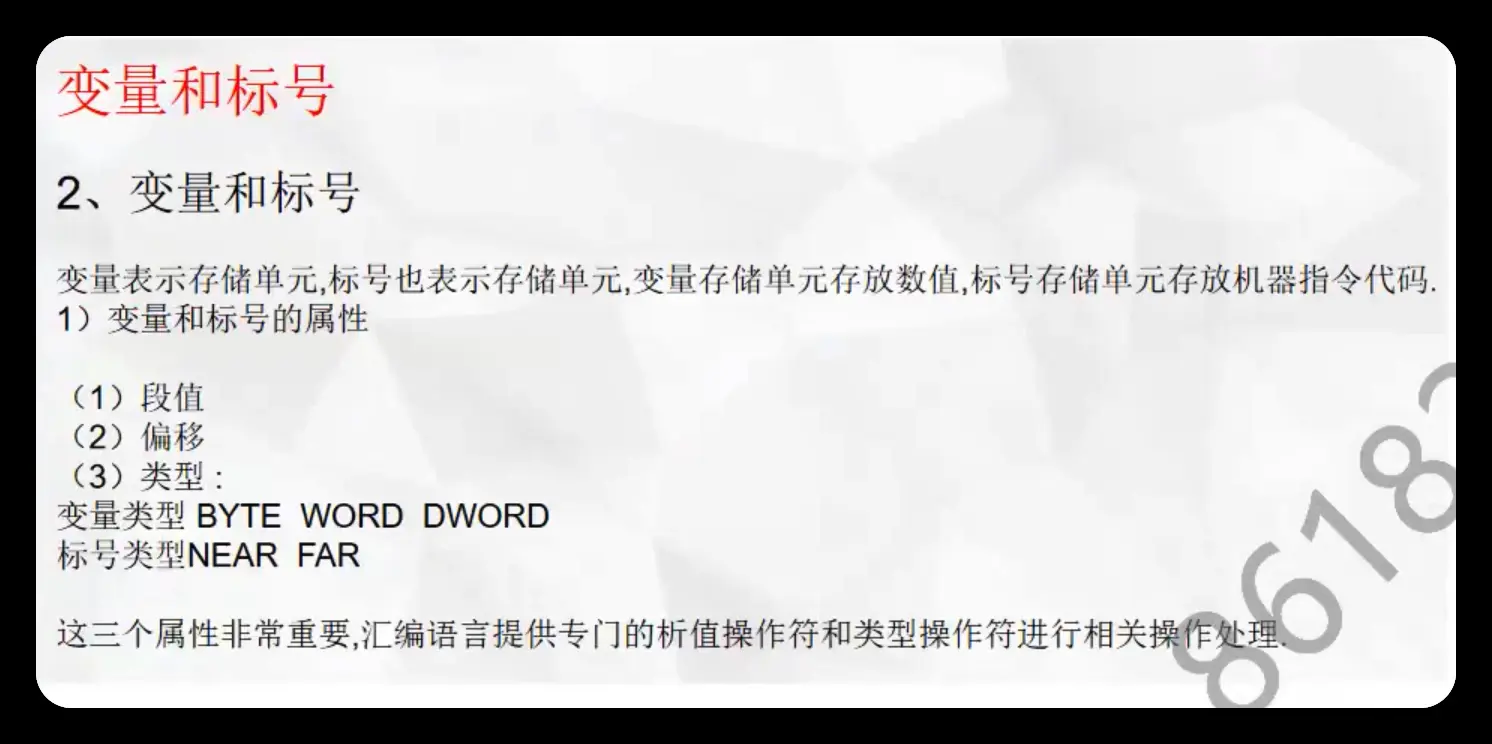 变量和标号
2、变量和标号
变量表示存储单元,标号也表示存储单元,变量存储单元存放数值,标号存储单元存放机器指令代码.
1）变量和标号的属性
（1）段值
（2）偏移
（3）类型 :
变量类型 BYTE WORD DWORD
标号类型NEAR FAR
这三个属性非常重要,汇编语言提供专门的析值操作符和类型操作符进行相关操作处理.
8618